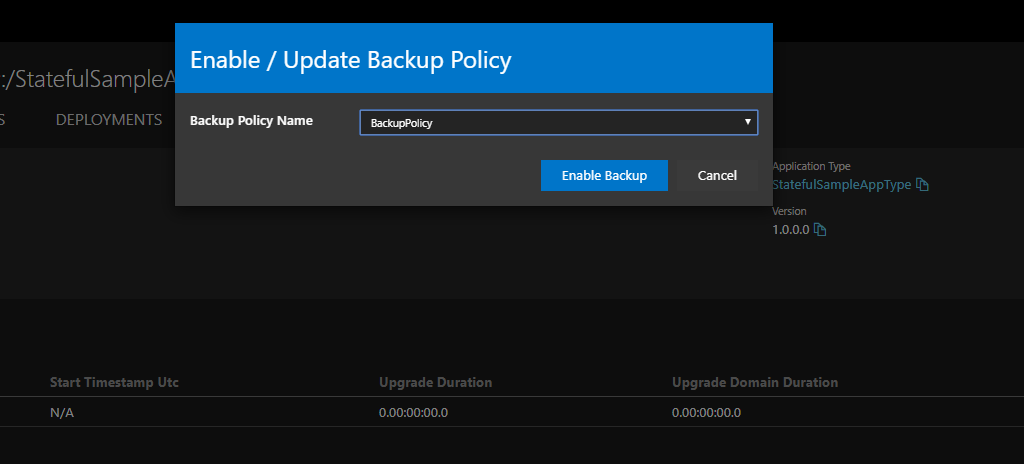 Enable / Update Backup Policy
:/StatefulSampleA
S DEPLOYMENTS
Backup Policy Name BackupPolicy
Enable Backup Cancel
Application Type
StatefulSampleAppType
Version
1.0.0.0
Start Timestamp Utc Upgrade Duration Upgrade Domain Duration
N/A 0.00:00:00.0 0.00:00:00.0